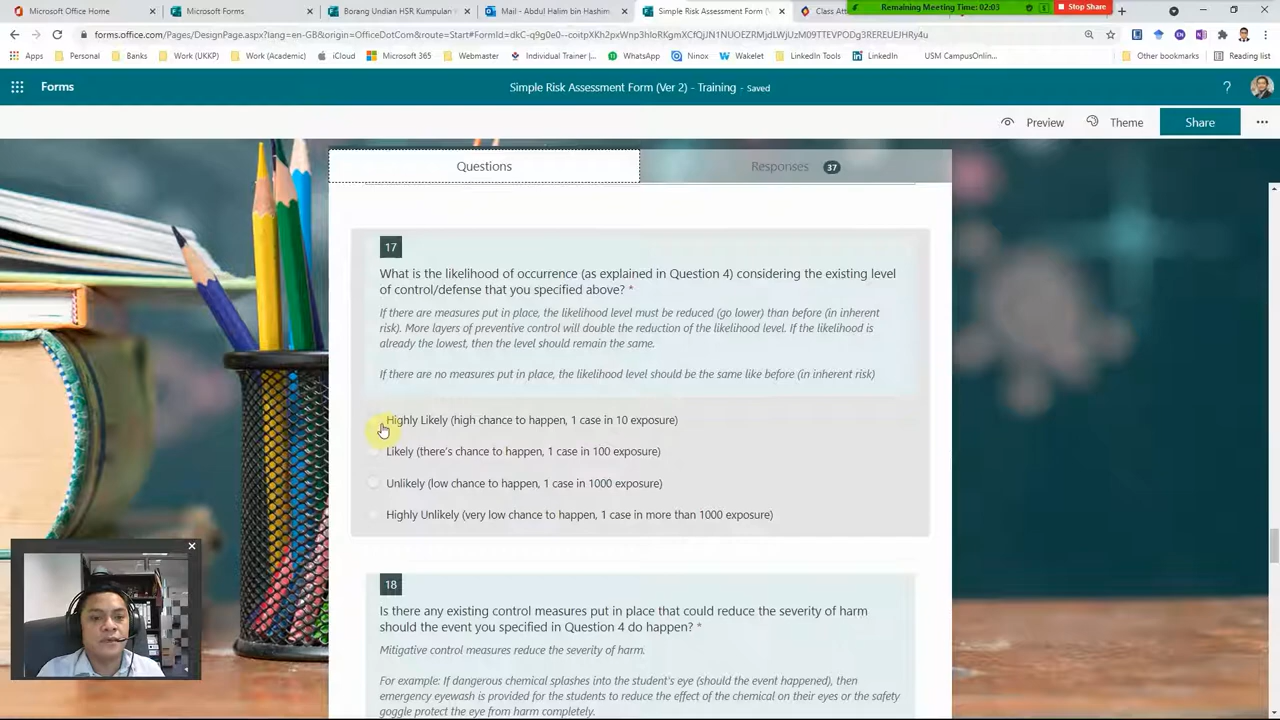 Microsoft Office Home
Microsoft Forms
Borang Undian HSR Kumpulan
Mail - Abdul Halim bin Hashim
Simple Risk Assessment Form (V
Class Att
Remaining Meeting Time: 02:03
Stop Share
Apps
Banks
Work (UKKP)
Work (Academic)
iCloud
Microsoft 365
Webmaster
Individual Trainer |...
WhatsApp
Ninox
Wakelet
LinkedIn Tools
LinkedIn
USM CampusOnlin...
Other bookmarks
Reading list
Forms
Simple Risk Assessment Form (Ver 2) - Training - Saved
?
Preview
Theme
Share
Questions
Responses 37
17
What is the likelihood of occurrence (as explained in Question 4) considering the existing level
of control/defense that you specified above? *
If there are measures put in place, the likelihood level must be reduced (go lower) than before (in inherent
risk). More layers of preventive control will double the reduction of the likelihood level. If the likelihood is
already the lowest, then the level should remain the same.
If there are no measures put in place, the likelihood level should be the same like before (in inherent risk)
Highly Likely (high chance to happen, 1 case in 10 exposure)
Likely (there's chance to happen, 1 case in 100 exposure)
Unlikely (low chance to happen, 1 case in 1000 exposure)
Highly Unlikely (very low chance to happen, 1 case in more than 1000 exposure)
18
Is there any existing control measures put in place that could reduce the severity of harm
should the event you specified in Question 4 do happen? *
Mitigative control measures reduce the severity of harm.
For example: If dangerous chemical splashes into the student's eye (should the event happened), then
emergency eyewash is provided for the students to reduce the effect of the chemical on their eyes or the safety
goggle protect the eye from harm completely.